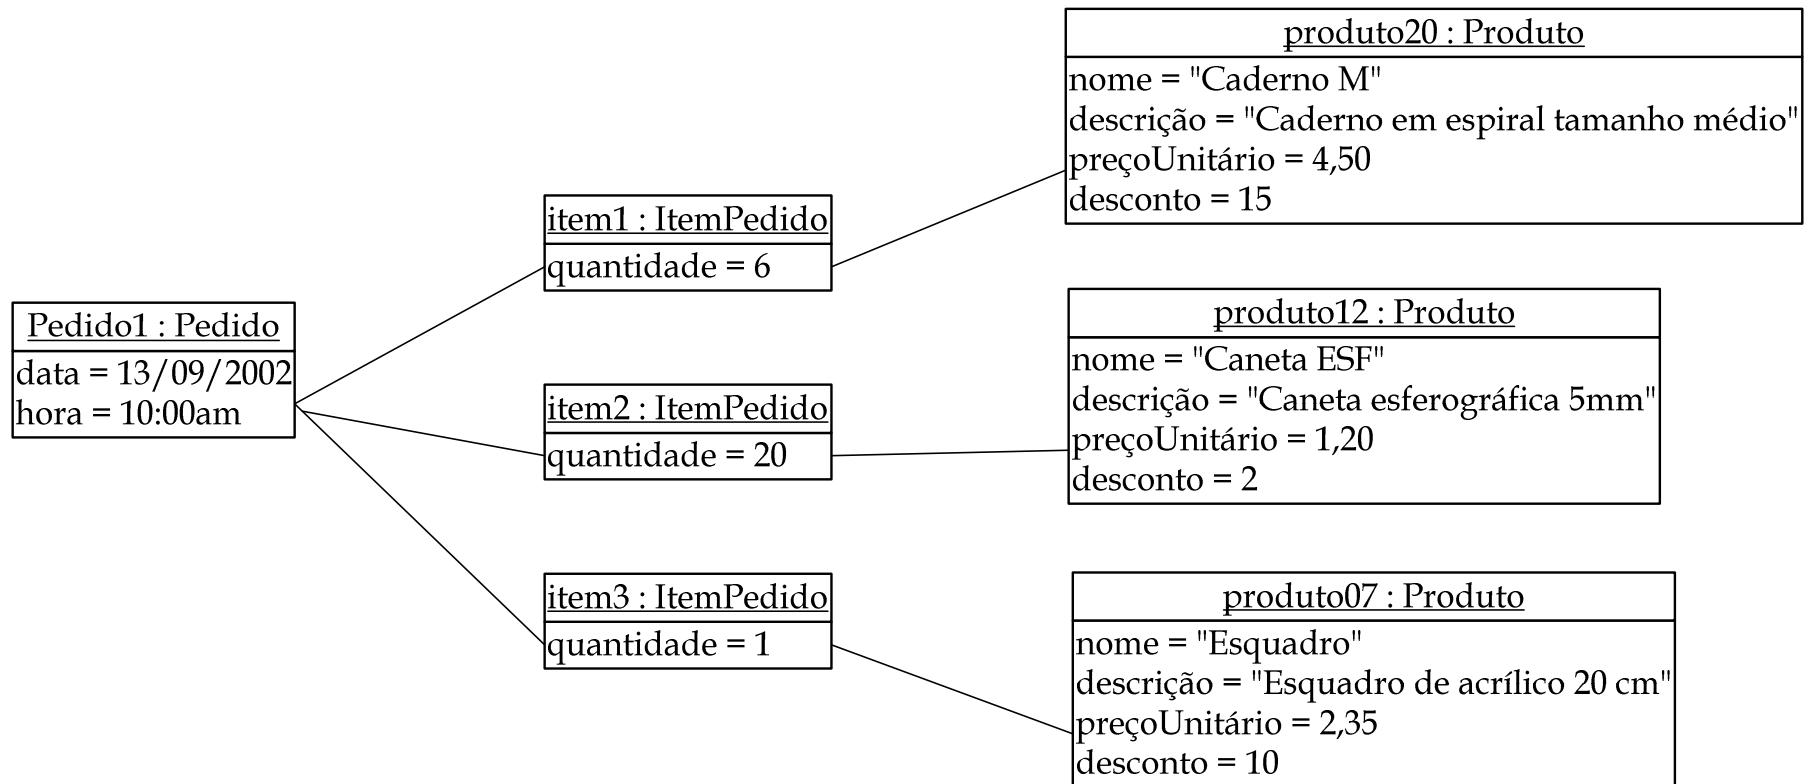 Pedido1 : Pedido
data = 13/09/2002
hora = 10:00am
item1 : ItemPedido
quantidade = 6
item2 : ItemPedido
quantidade = 20
item3 : ItemPedido
quantidade = 1
produto20 : Produto
nome = "Caderno M"
descrição = "Caderno em espiral tamanho médio"
preçoUnitário = 4,50
desconto = 15
produto12 : Produto
nome = "Caneta ESF"
descrição = "Caneta esferográfica 5mm"
preçoUnitário = 1,20
desconto = 2
produto07 : Produto
nome = "Esquadro"
descrição = "Esquadro de acrílico 20 cm"
preçoUnitário = 2,35
desconto = 10